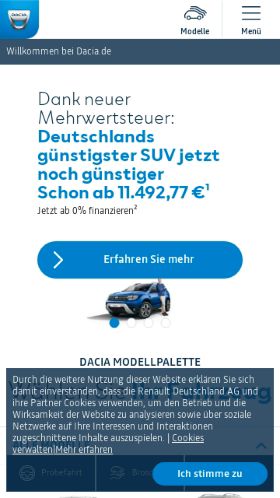 DACIA
Modelle
Menü
Willkommen bei Dacia.de
Dank neuer
Mehrwertsteuer:
Deutschlands
günstigster SUV jetzt
noch günstiger
Schon ab 11.492,77 €¹
Jetzt ab 0% finanzieren²
Erfahren Sie mehr
DACIA MODELLPALETTE
Durch die weitere Nutzung dieser Website erklären Sie sich
damit einverstanden, dass die Renault Deutschland AG und
ihre Partner Cookies verwenden, um den Betrieb und die
Wirksamkeit der Website zu analysieren sowie über soziale
Netzwerke auf Ihre Interessen und Interaktionen
zugeschnittene Inhalte auszuspielen. | Cookies
verwalten|Mehr erfahren
Probefahrt
Ich stimme zu